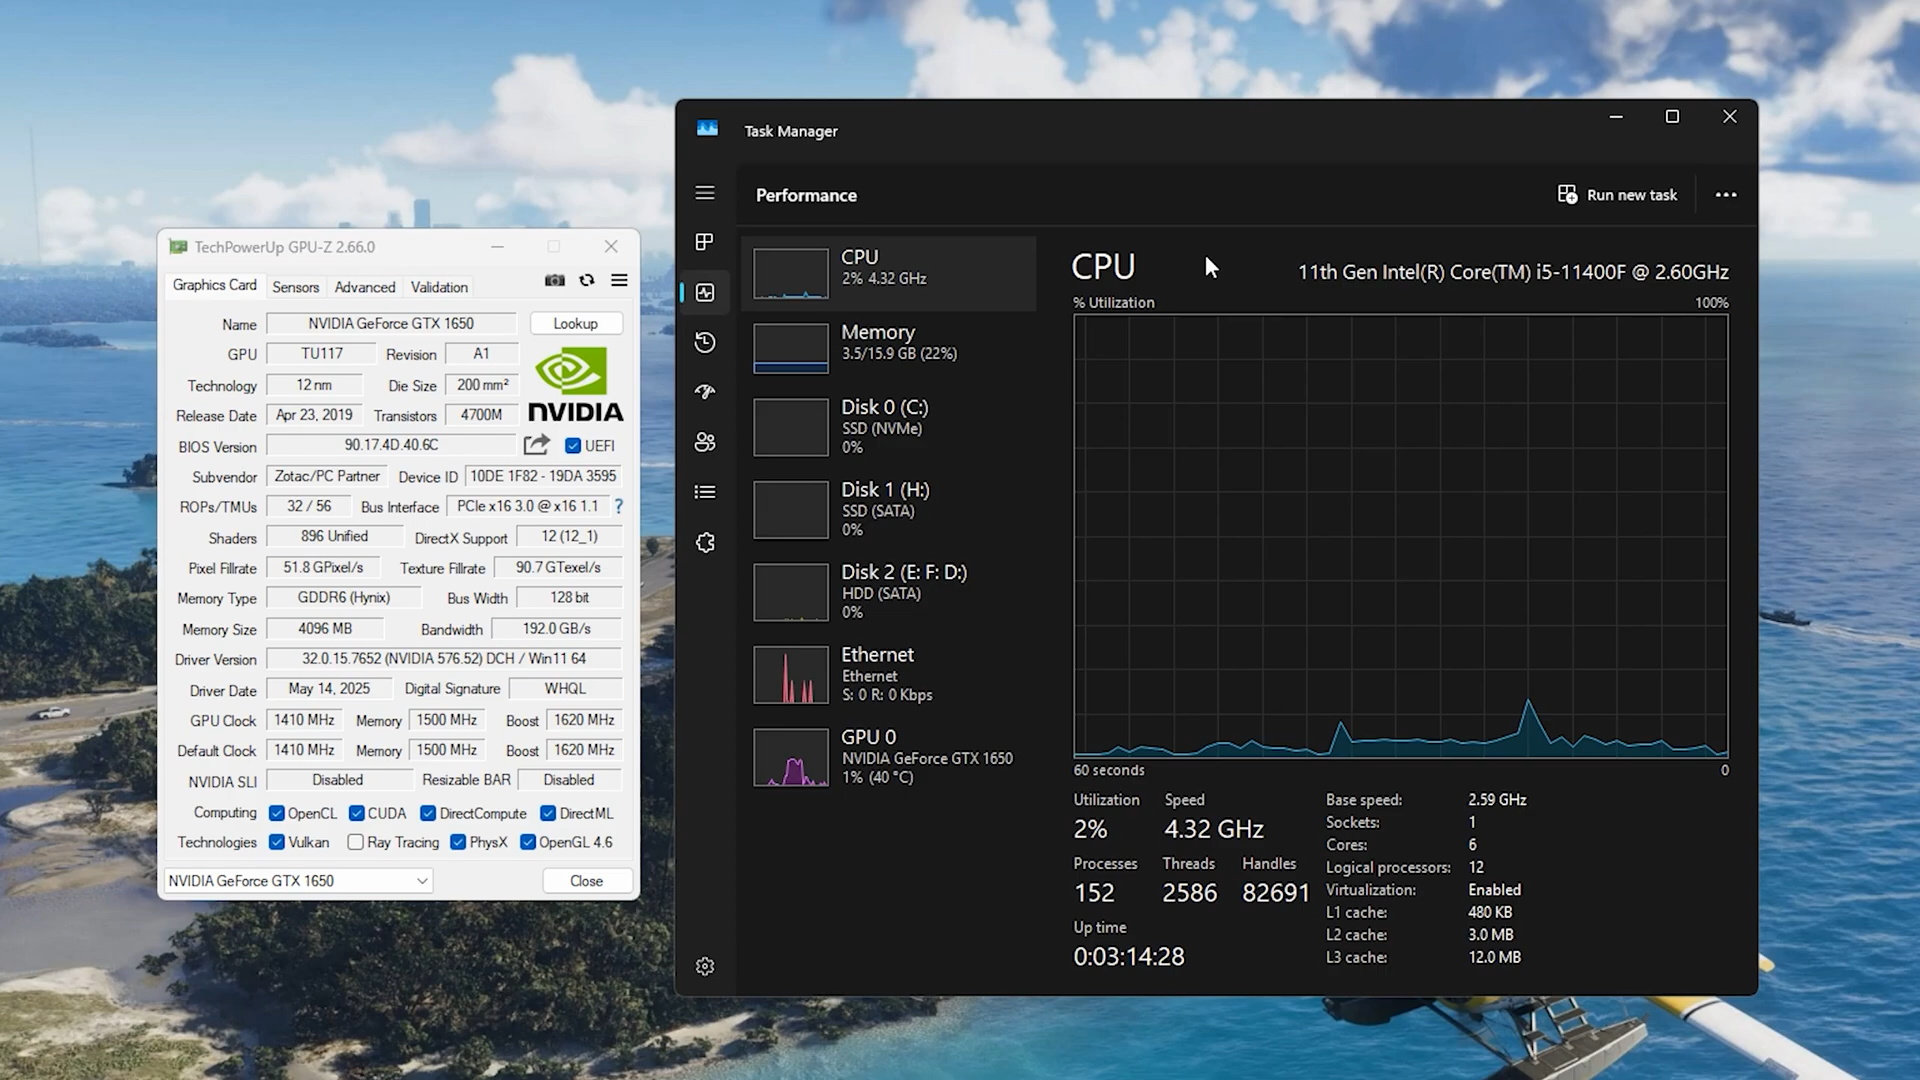 TechPowerUp GPU-Z 2.66.0
Graphics Card Sensors Advanced Validation
Name NVIDIA GeForce GTX 1650 Lookup
GPU TU117 Revision A1
Technology 12 nm Die Size 200 mm²
Release Date Apr 23, 2019 Transistors 4700M
NVIDIA
BIOS Version 90.17.4D.40.6C UEFI
Subvendor Zotac/PC Partner Device ID 10DE 1F82 - 19DA 3595
ROPs/TMUs 32 / 56 Bus Interface PCIe x16 3.0 @ x16 1.1 ?
Shaders 896 Unified DirectX Support 12 (12_1)
Pixel Fillrate 51.8 GPixel/s Texture Fillrate 90.7 GTexel/s
Memory Type GDDR6 (Hynix) Bus Width 128 bit
Memory Size 4096 MB Bandwidth 192.0 GB/s
Driver Version 32.0.15.7652 (NVIDIA 576.52) DCH / Win11 64
Driver Date May 14, 2025 Digital Signature WHQL
GPU Clock 1410 MHz Memory 1500 MHz Boost 1620 MHz
Default Clock 1410 MHz Memory 1500 MHz Boost 1620 MHz
NVIDIA SLI Disabled Resizable BAR Disabled
Computing OpenCL CUDA DirectCompute DirectML
Technologies Vulkan Ray Tracing PhysX OpenGL 4.6
NVIDIA GeForce GTX 1650 Close
Task Manager
Performance Run new task
CPU
2% 4.32 GHz
Memory
3.5/15.9 GB (22%)
Disk 0 (C:)
SSD (NVMe)
0%
Disk 1 (H:)
SSD (SATA)
0%
Disk 2 (E: F: D:)
HDD (SATA)
0%
Ethernet
Ethernet
S: 0 R: 0 Kbps
GPU 0
NVIDIA GeForce GTX 1650
1% (40 °C)
CPU 11th Gen Intel(R) Core(TM) i5-11400F @ 2.60GHz
% Utilization 100%
60 seconds 0
Utilization Speed
2% 4.32 GHz
Processes Threads Handles
152 2586 82691
Up time
0:03:14:28
Base speed: 2.59 GHz
Sockets: 1
Cores: 6
Logical processors: 12
Virtualization: Enabled
L1 cache: 480 KB
L2 cache: 3.0 MB
L3 cache: 12.0 MB